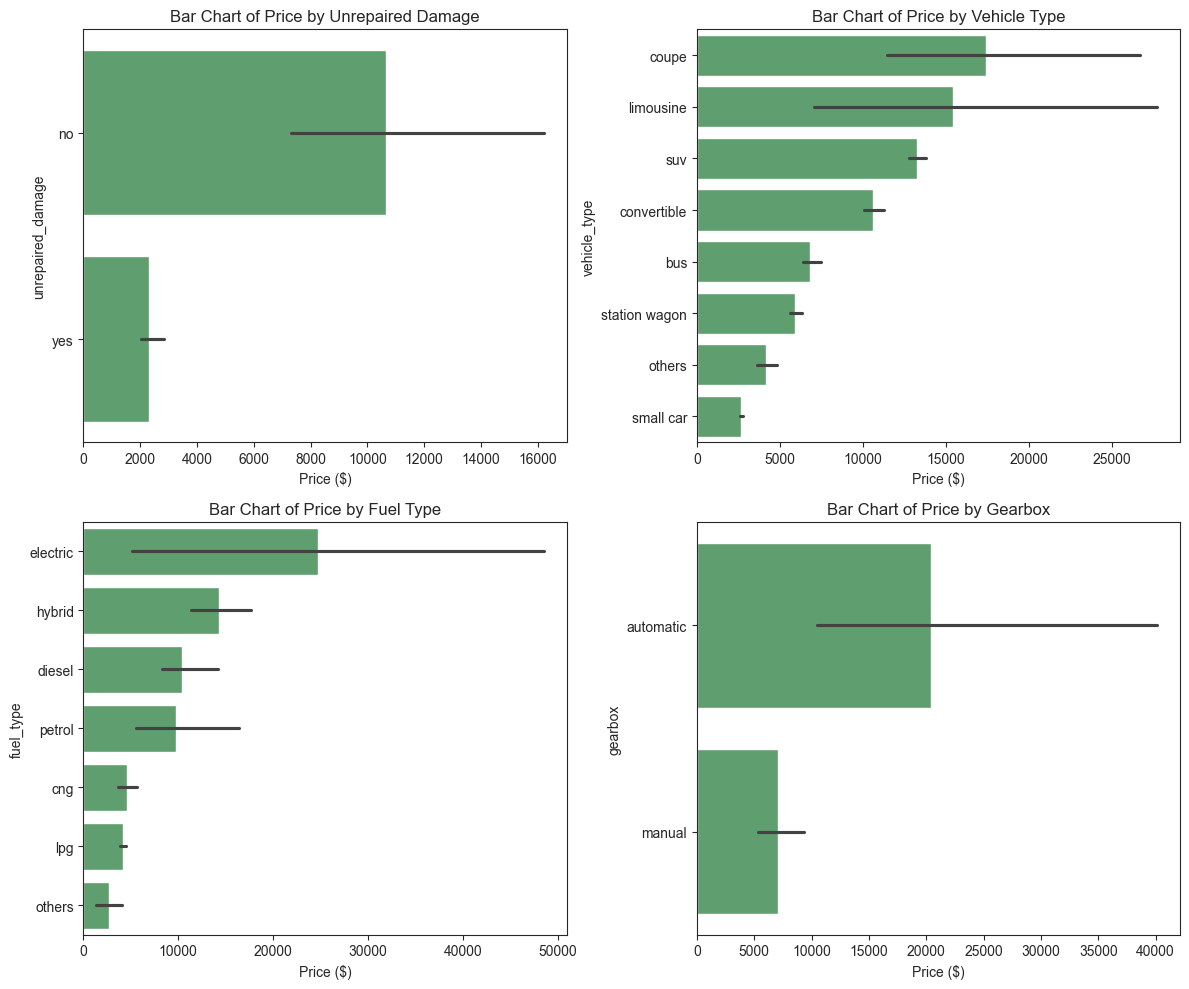 Bar Chart of Price by Unrepaired Damage
unrepaired_damage
no
yes
0 2000 4000 6000 8000 10000 12000 14000 16000
Price ($)
Bar Chart of Price by Vehicle Type
vehicle_type
coupe
limousine
suv
convertible
bus
station wagon
others
small car
0 5000 10000 15000 20000 25000
Price ($)
Bar Chart of Price by Fuel Type
fuel_type
electric
hybrid
diesel
petrol
cng
lpg
others
0 10000 20000 30000 40000 50000
Price ($)
Bar Chart of Price by Gearbox
gearbox
automatic
manual
0 5000 10000 15000 20000 25000 30000 35000 40000
Price ($)